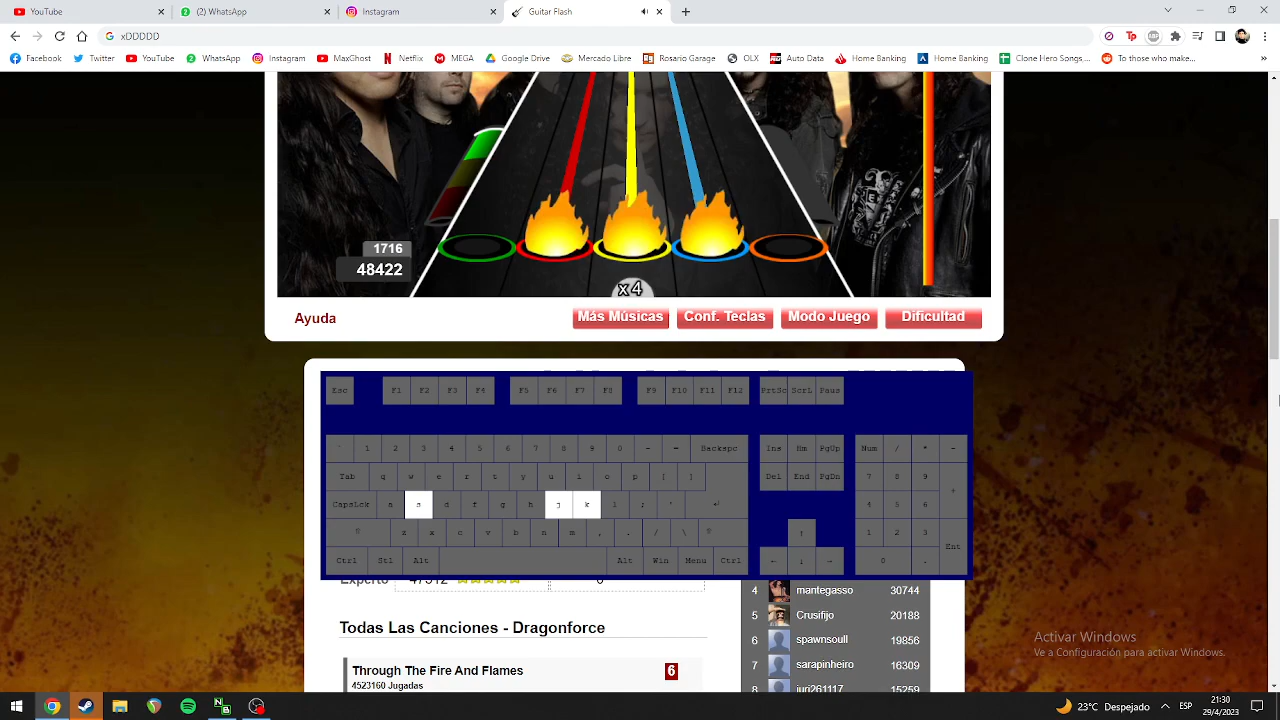 YouTube
(2) WhatsApp
Instagram
Guitar Flash
xDDDDD
Facebook Twitter YouTube WhatsApp Instagram MaxGhost Netflix MEGA Google Drive Mercado Libre Rosario Garage OLX Auto Data Home Banking Home Banking Clone Hero Songs,... To those who make... »
1716
48422
x4
Ayuda
Más Músicas
Conf. Teclas
Modo Juego
Dificultad
Esc F1 F2 F3 F4 F5 F6 F7 F8 F9 F10 F11 F12 PrtSc ScrL Paus
` 1 2 3 4 5 6 7 8 9 0 - = Backspc Ins Hm PgUp Num / * -
Tab q w e r t y u i o p [ ] Del End PgDn 7 8 9 +
CapsLck a s d f g h j k l ; ' ↵ 4 5 6
⇑ z x c v b n m , . / \ ⇑ ↑ 1 2 3 Ent
Ctrl Stl Alt Alt Win Menu Ctrl ← ↓ → 0 .
Experto 47512 6
4 mantegasso 30744
5 Crusifijo 20188
6 spawnsoull 19856
7 sarapinheiro 16309
8 juri261117 15259
Todas Las Canciones - Dragonforce
Through The Fire And Flames 6
4523160 Jugadas
Activar Windows
Ve a Configuración para activar Windows.
23°C Despejado
ESP
21:30
29/4/2023